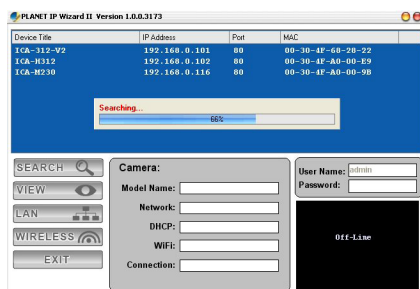 PLANET IP Wizard II Version 1.0.0.3173
Device Title IP Address Port MAC
ICA-312-V2 192.168.0.101 80 00-30-4F-68-28-22
ICA-H312 192.168.0.102 80 00-30-4F-A0-00-E9
ICA-M230 192.168.0.116 80 00-30-4F-A0-00-9B
Searching...
66%
SEARCH
VIEW
LAN
WIRELESS
EXIT
Camera:
Model Name:
Network:
DHCP:
WiFi:
Connection:
User Name: admin
Password:
Off-Line